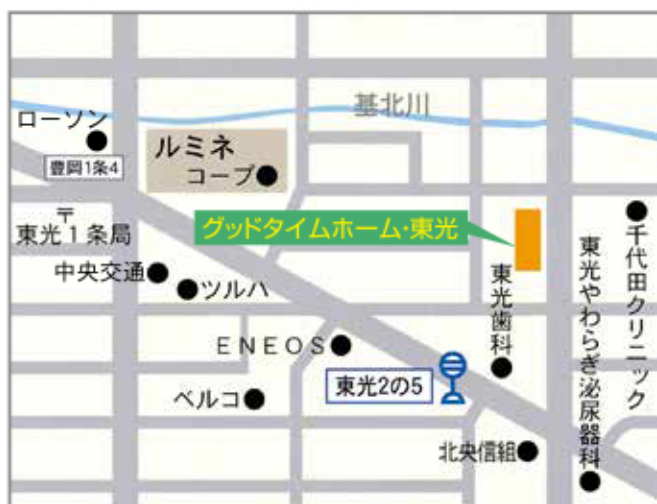 基北川
ローソン
豊岡1条4
ルミネ
コープ
〒
東光1条局
グッドタイムホーム・東光
中央交通
ツルハ
ENEOS
ベルコ
東光2の5
東光歯科
北央信組
東光やわらぎ泌尿器科
千代田クリニック